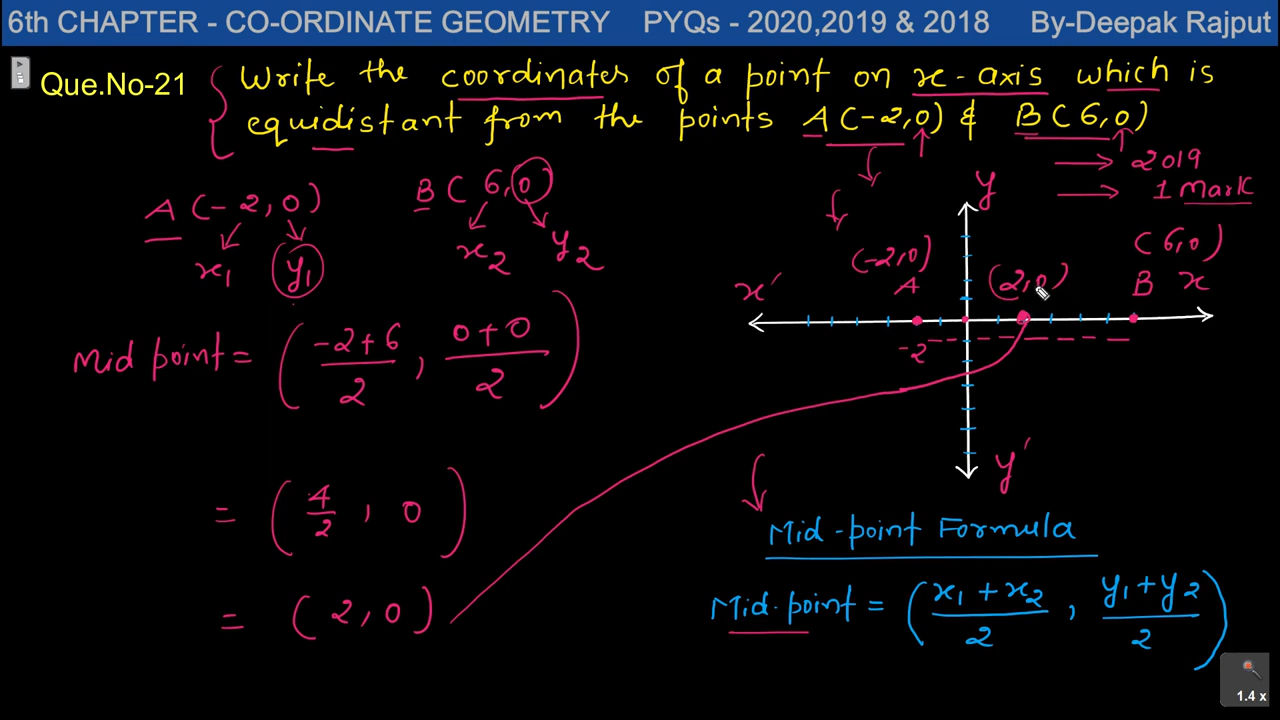 6th CHAPTER - CO-ORDINATE GEOMETRY PYQs - 2020,2019 & 2018 By-Deepak Rajput
Que.No-21
Write the coordinates of a point on x-axis which is
equidistant from the points A(-2,0) & B(6,0)
→ 2019
→ 1 Mark
A(-2,0) B(6,0)
x1 y1 x2 y2
Mid point = ( -2+6 / 2 , 0+0 / 2 )
= ( 4/2 , 0 )
= (2,0)
y
(6,0)
(-2,0) (2,0)
x' A B x
-2
y'
Mid-point Formula
Mid-point = ( x1+x2 / 2 , y1+y2 / 2 )
1.4 x